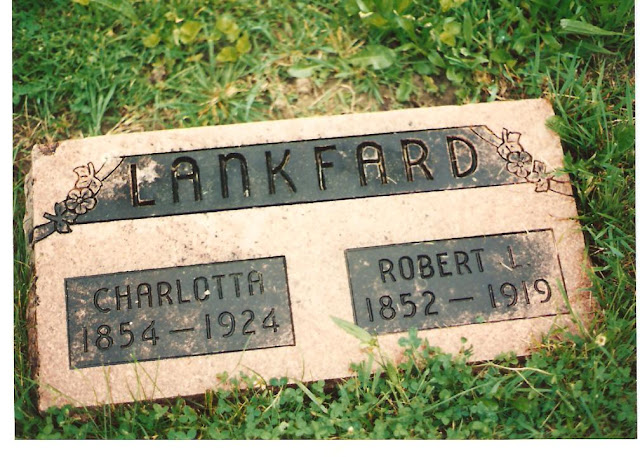 LANKFARD
CHARLOTTA
1854 – 1924
ROBERT L.
1852 – 1919